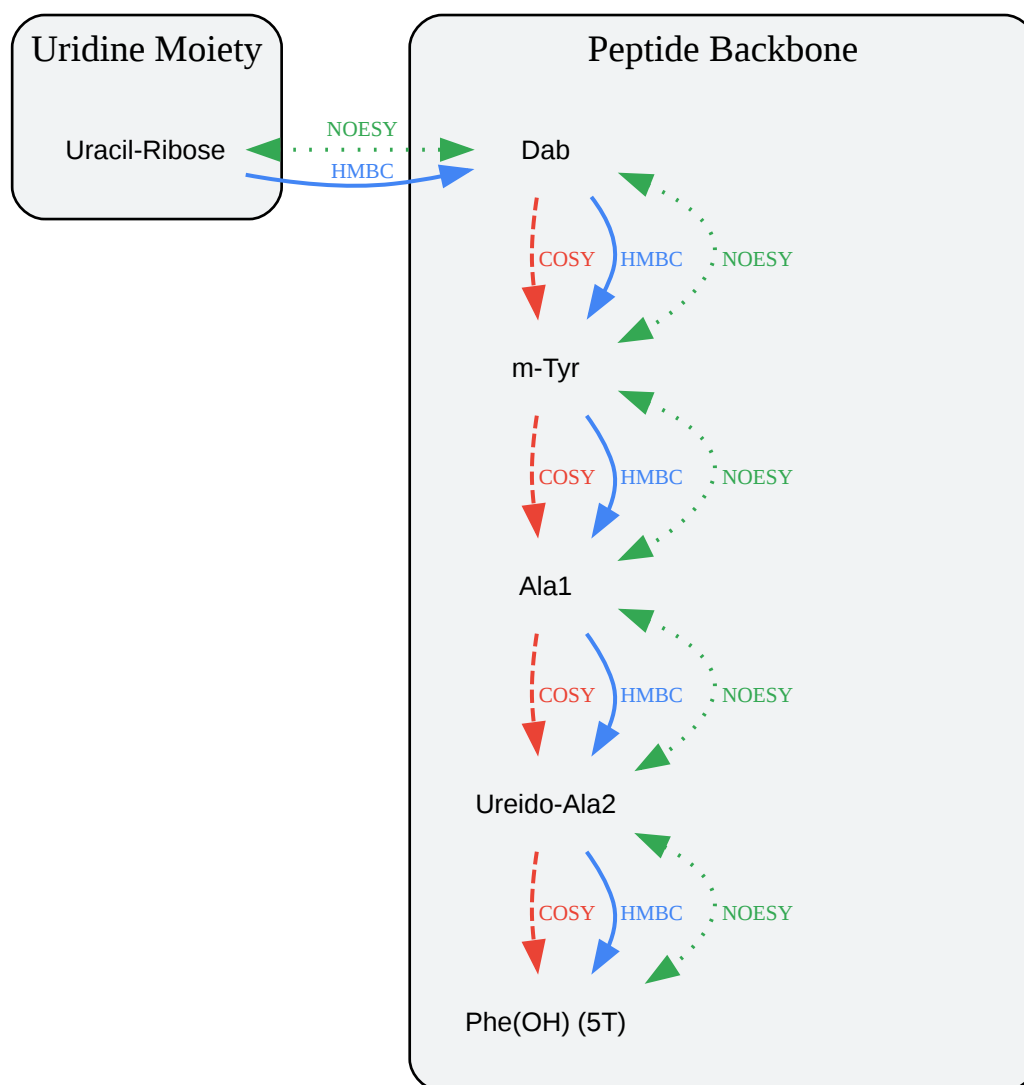 Uridine Moiety
Peptide Backbone
Uracil-Ribose
NOESY
HMBC
Dab
COSY
HMBC
NOESY
m-Tyr
COSY
HMBC
NOESY
Ala1
COSY
HMBC
NOESY
Ureido-Ala2
COSY
HMBC
NOESY
Phe(OH) (5T)